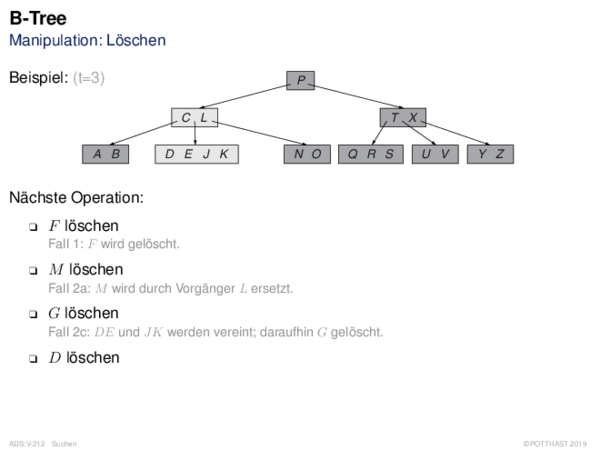 B-Tree
Manipulation: Löschen
Beispiel: (t=3)
P
C L
T X
A B
D E J K
N O
Q R S
U V
Y Z
Nächste Operation:
❑ F löschen
Fall 1: F wird gelöscht.
❑ M löschen
Fall 2a: M wird durch Vorgänger L ersetzt.
❑ G löschen
Fall 2c: DE und JK werden vereint; daraufhin G gelöscht.
❑ D löschen
ADS:V-212 Suchen
©POTTHAST 2019